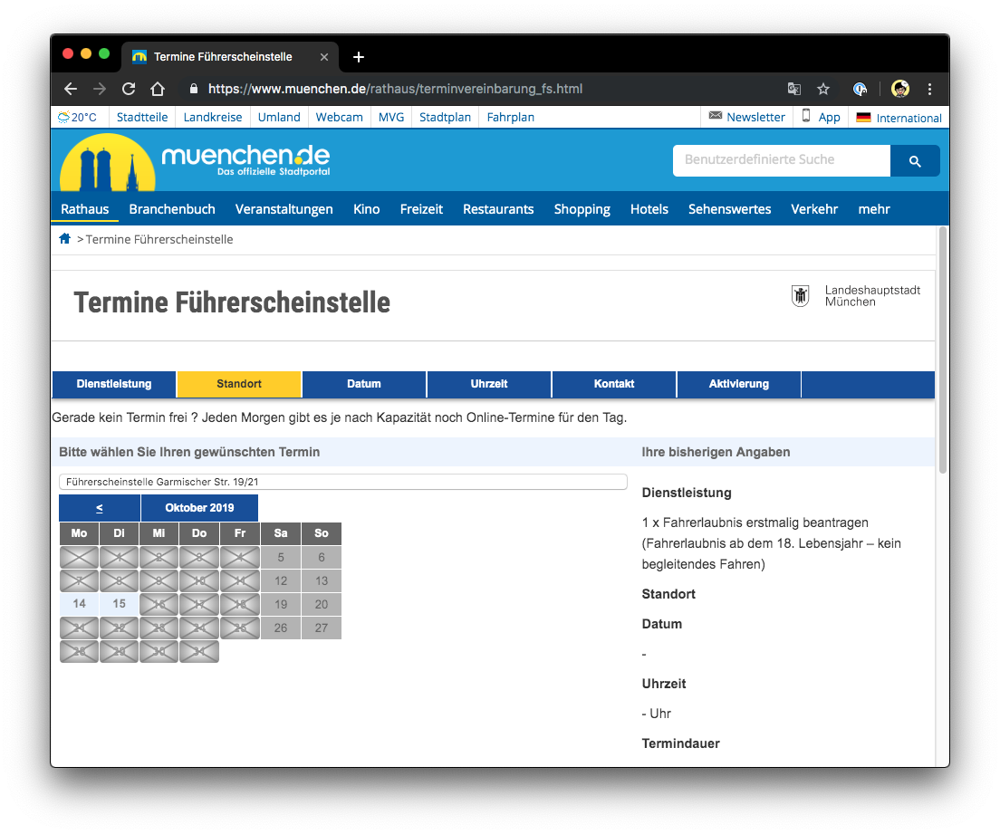 Termine Führerscheinstelle
https://www.muenchen.de/rathaus/terminvereinbarung_fs.html
20°C Stadtteile Landkreise Umland Webcam MVG Stadtplan Fahrplan Newsletter App International
muenchen.de
Das offizielle Stadtportal
Benutzerdefinierte Suche
Rathaus Branchenbuch Veranstaltungen Kino Freizeit Restaurants Shopping Hotels Sehenswertes Verkehr mehr
> Termine Führerscheinstelle
Termine Führerscheinstelle
Landeshauptstadt
München
Dienstleistung Standort Datum Uhrzeit Kontakt Aktivierung
Gerade kein Termin frei ? Jeden Morgen gibt es je nach Kapazität noch Online-Termine für den Tag.
Bitte wählen Sie Ihren gewünschten Termin
Führerscheinstelle Garmischer Str. 19/21
< Oktober 2019
Mo Di Mi Do Fr Sa So
1 2 3 4 5 6
7 8 9 10 11 12 13
14 15 16 17 18 19 20
21 22 23 24 25 26 27
28 29 30 31
Ihre bisherigen Angaben
Dienstleistung
1 x Fahrerlaubnis erstmalig beantragen
(Fahrerlaubnis ab dem 18. Lebensjahr – kein
begleitendes Fahren)
Standort
Datum
-
Uhrzeit
- Uhr
Termindauer